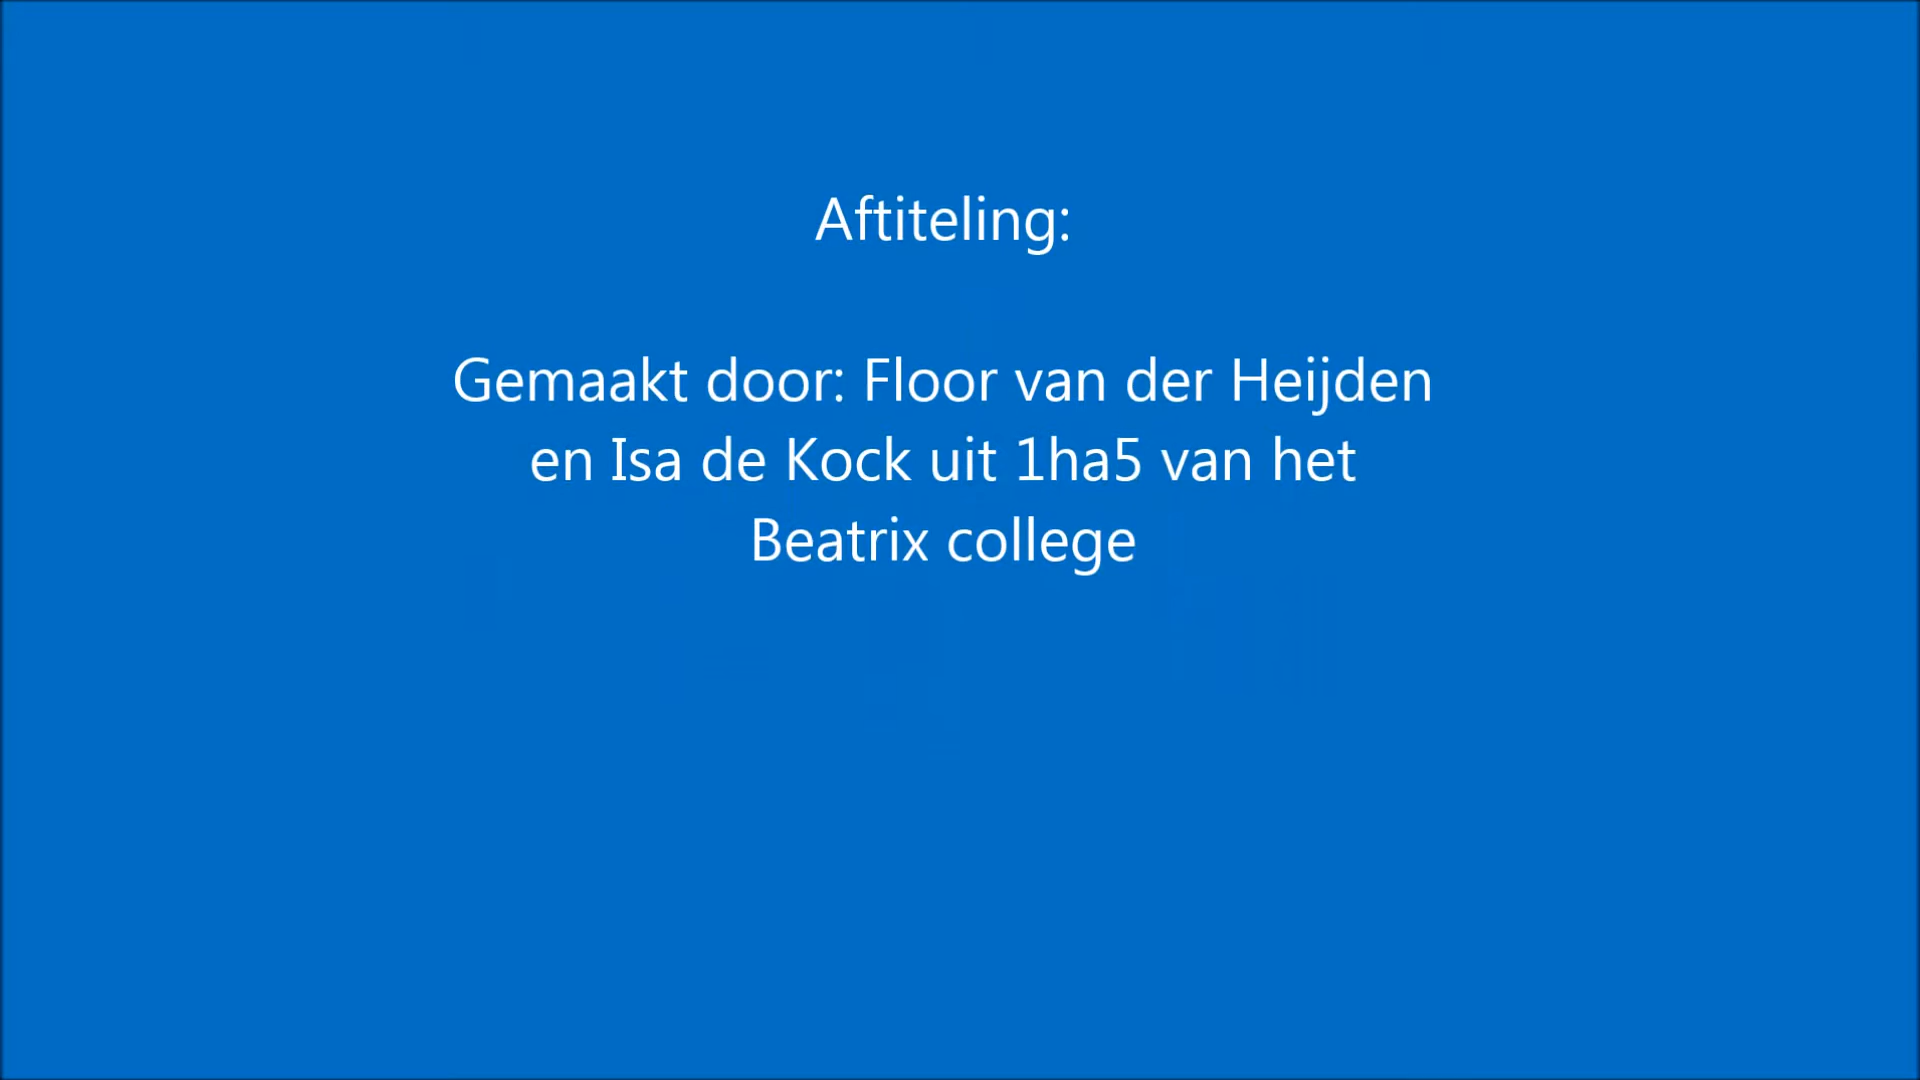 Aftiteling:
Gemaakt door: Floor van der Heijden
en Isa de Kock uit 1ha5 van het
Beatrix college